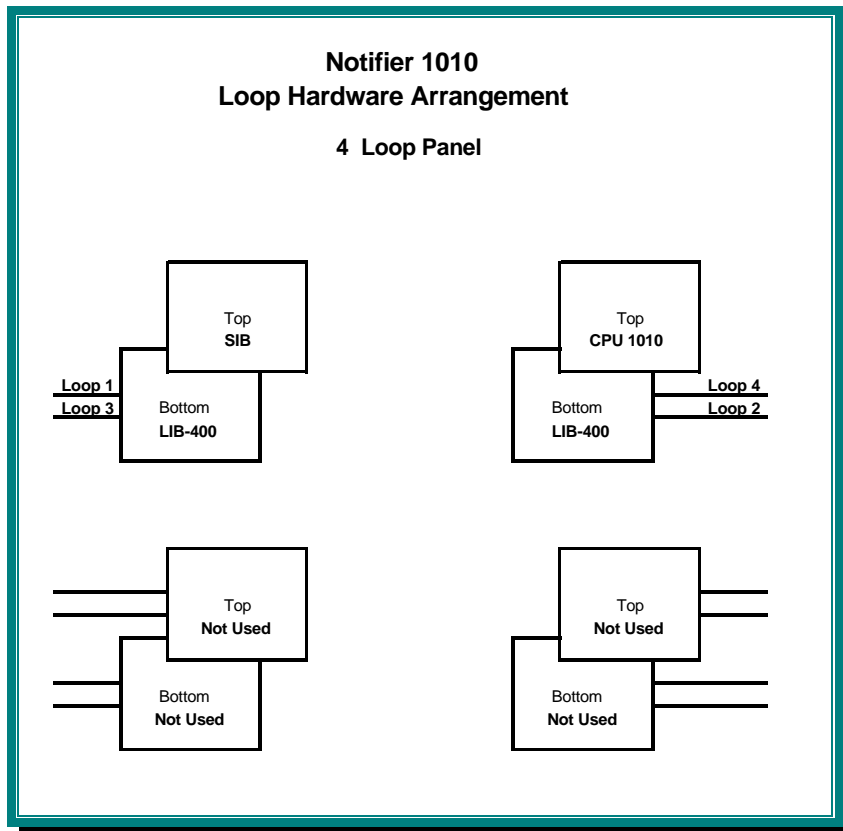 Notifier 1010
Loop Hardware Arrangement
4 Loop Panel
Top
SIB
Loop 1
Loop 3
Bottom
LIB-400
Top
CPU 1010
Loop 4
Loop 2
Bottom
LIB-400
Top
Not Used
Bottom
Not Used
Top
Not Used
Bottom
Not Used